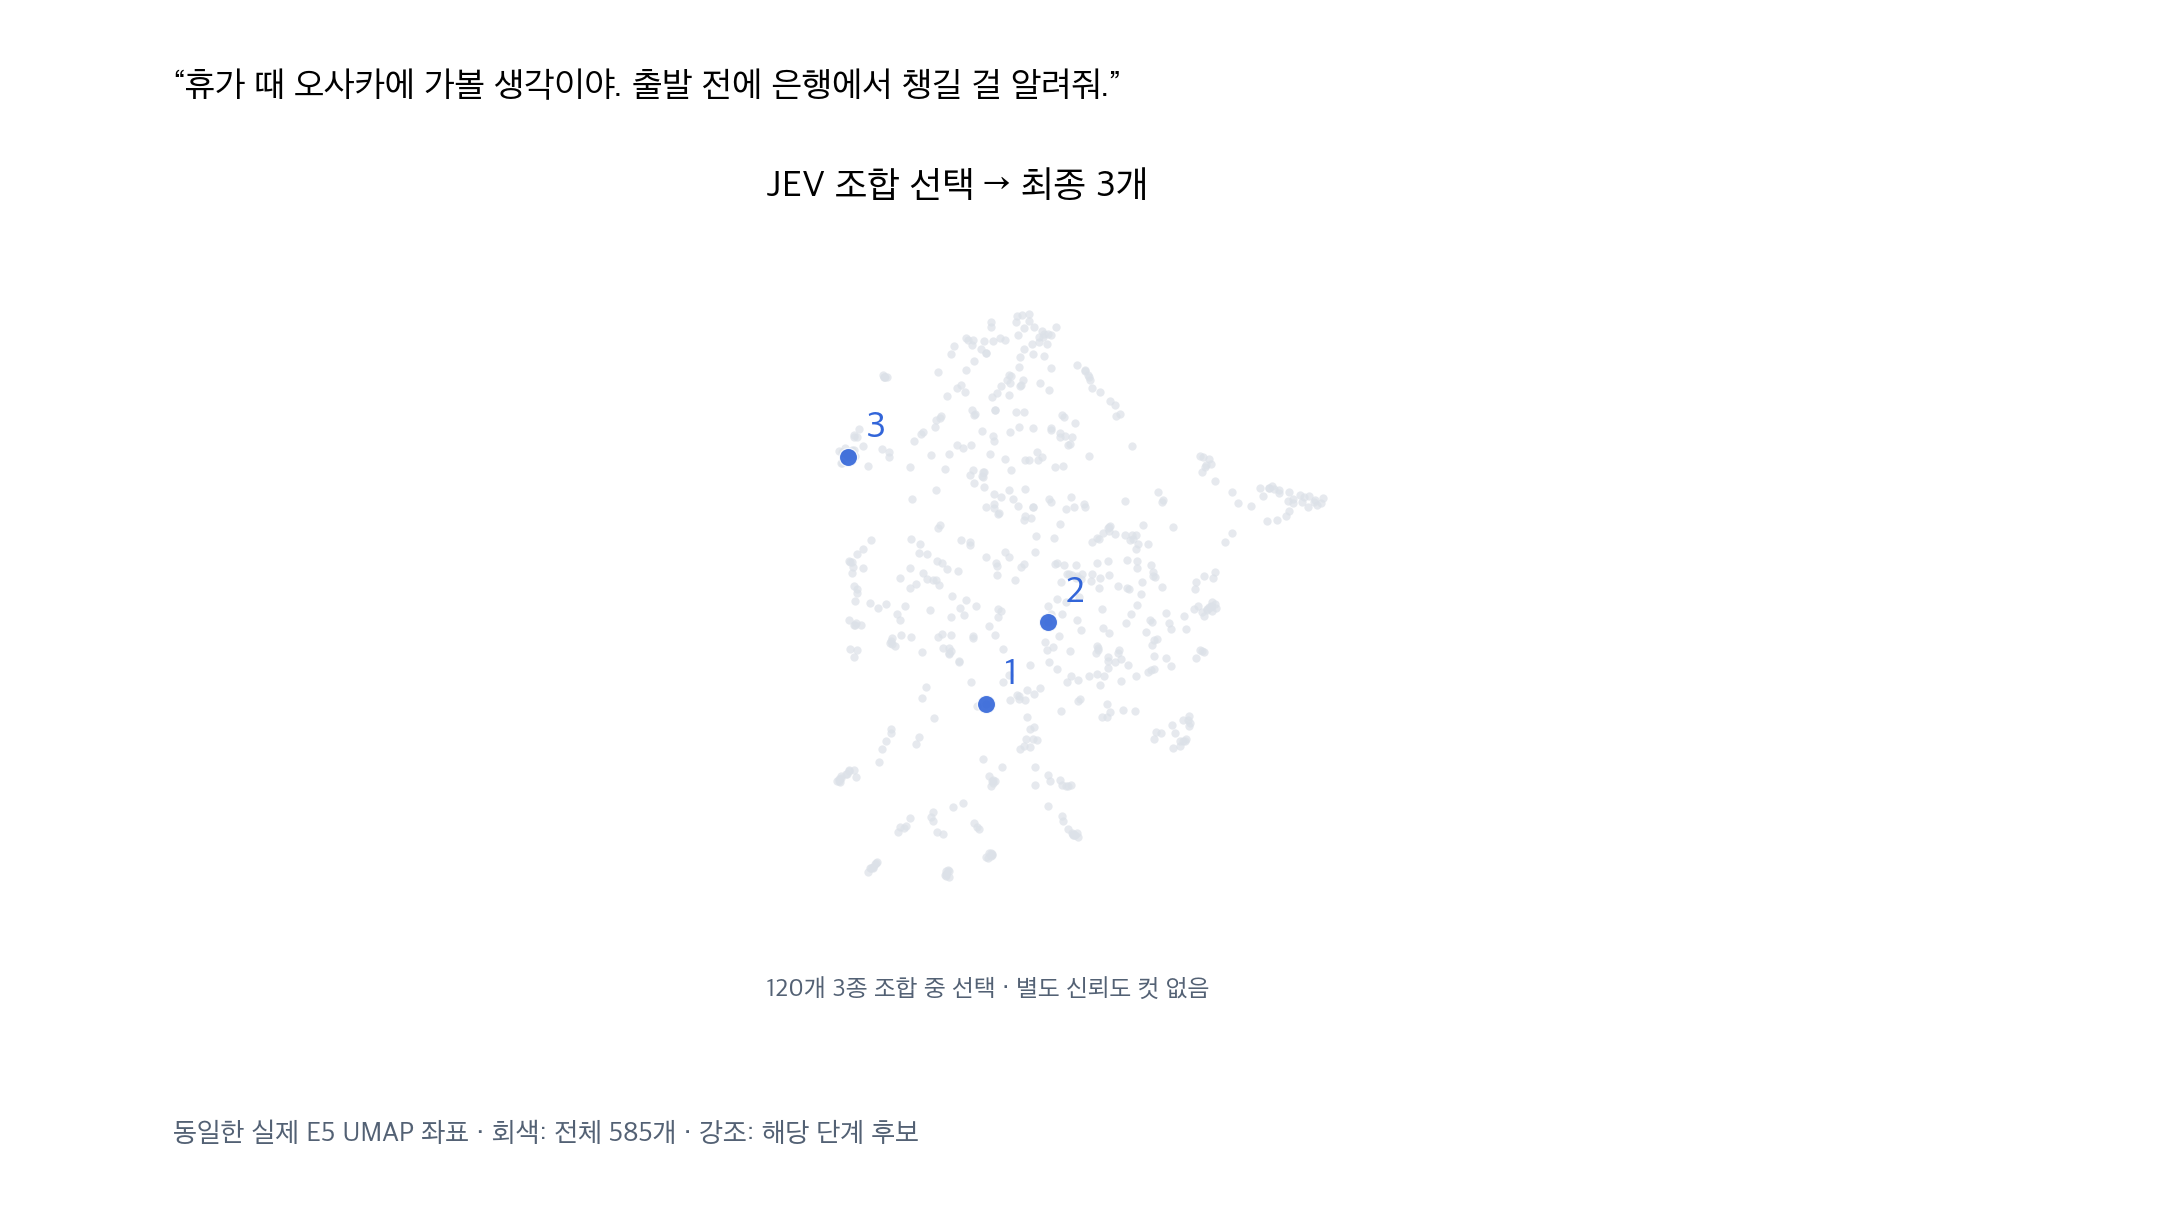 “휴가 때 오사카에 가볼 생각이야. 출발 전에 은행에서 챙길 걸 알려줘.”
JEV 조합 선택 → 최종 3개
3
2
1
120개 3종 조합 중 선택 · 별도 신뢰도 컷 없음
동일한 실제 E5 UMAP 좌표 · 회색: 전체 585개 · 강조: 해당 단계 후보